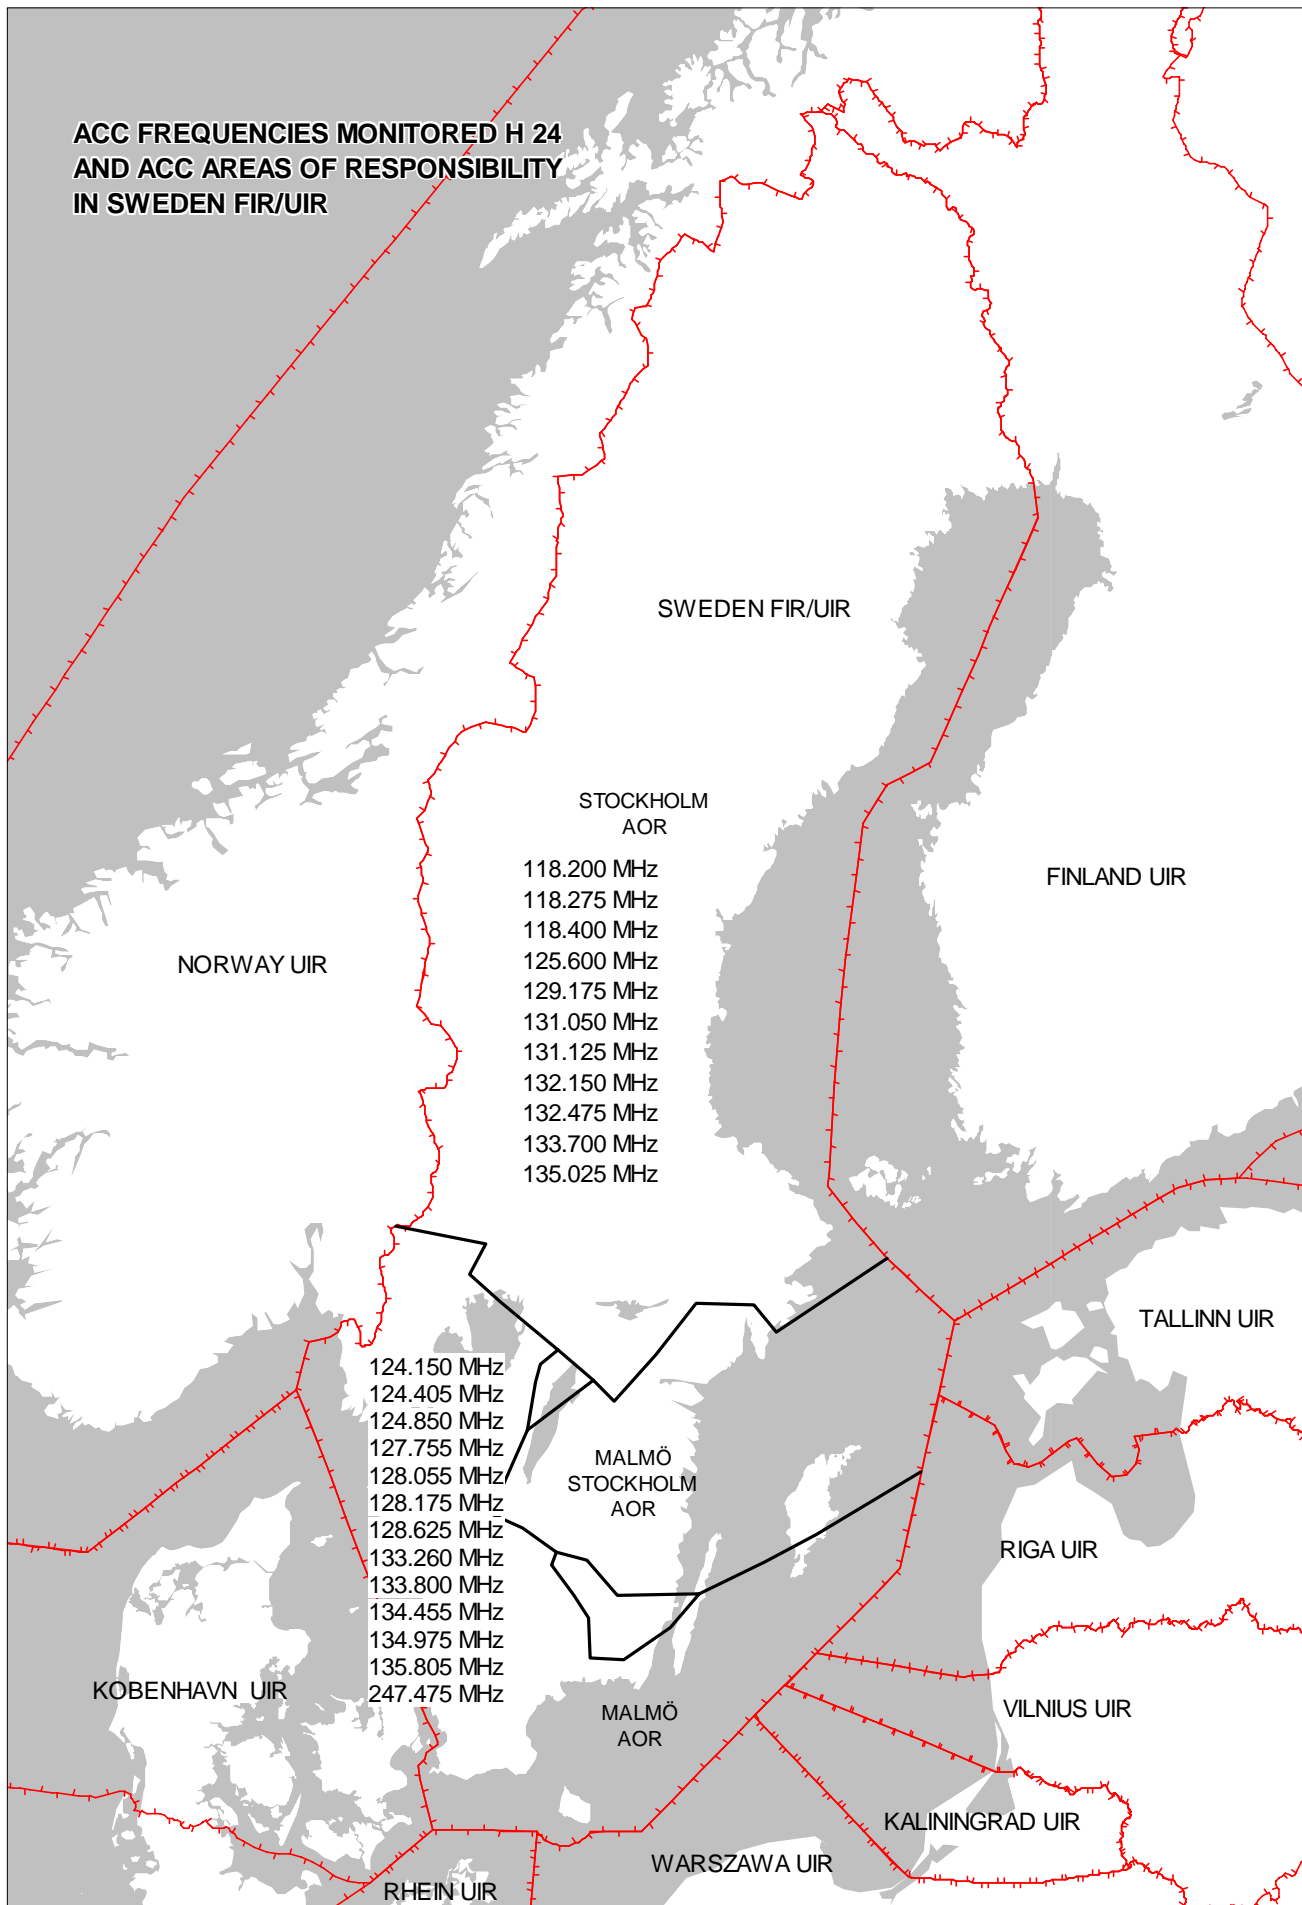 ACC FREQUENCIES MONITORED H 24
AND ACC AREAS OF RESPONSIBILITY
IN SWEDEN FIR/UIR
SWEDEN FIR/UIR
STOCKHOLM
AOR
118.200 MHz
118.275 MHz
118.400 MHz
125.600 MHz
129.175 MHz
131.050 MHz
131.125 MHz
132.150 MHz
132.475 MHz
133.700 MHz
135.025 MHz
FINLAND UIR
NORWAY UIR
TALLINN UIR
124.150 MHz
124.405 MHz
124.850 MHz
127.755 MHz
128.055 MHz
128.175 MHz
128.625 MHz
133.260 MHz
133.800 MHz
134.455 MHz
134.975 MHz
135.805 MHz
247.475 MHz
MALMÖ
STOCKHOLM
AOR
RIGA UIR
KOBENHAVN UIR
MALMÖ
AOR
VILNIUS UIR
KALININGRAD UIR
WARSZAWA UIR
RHEIN UIR